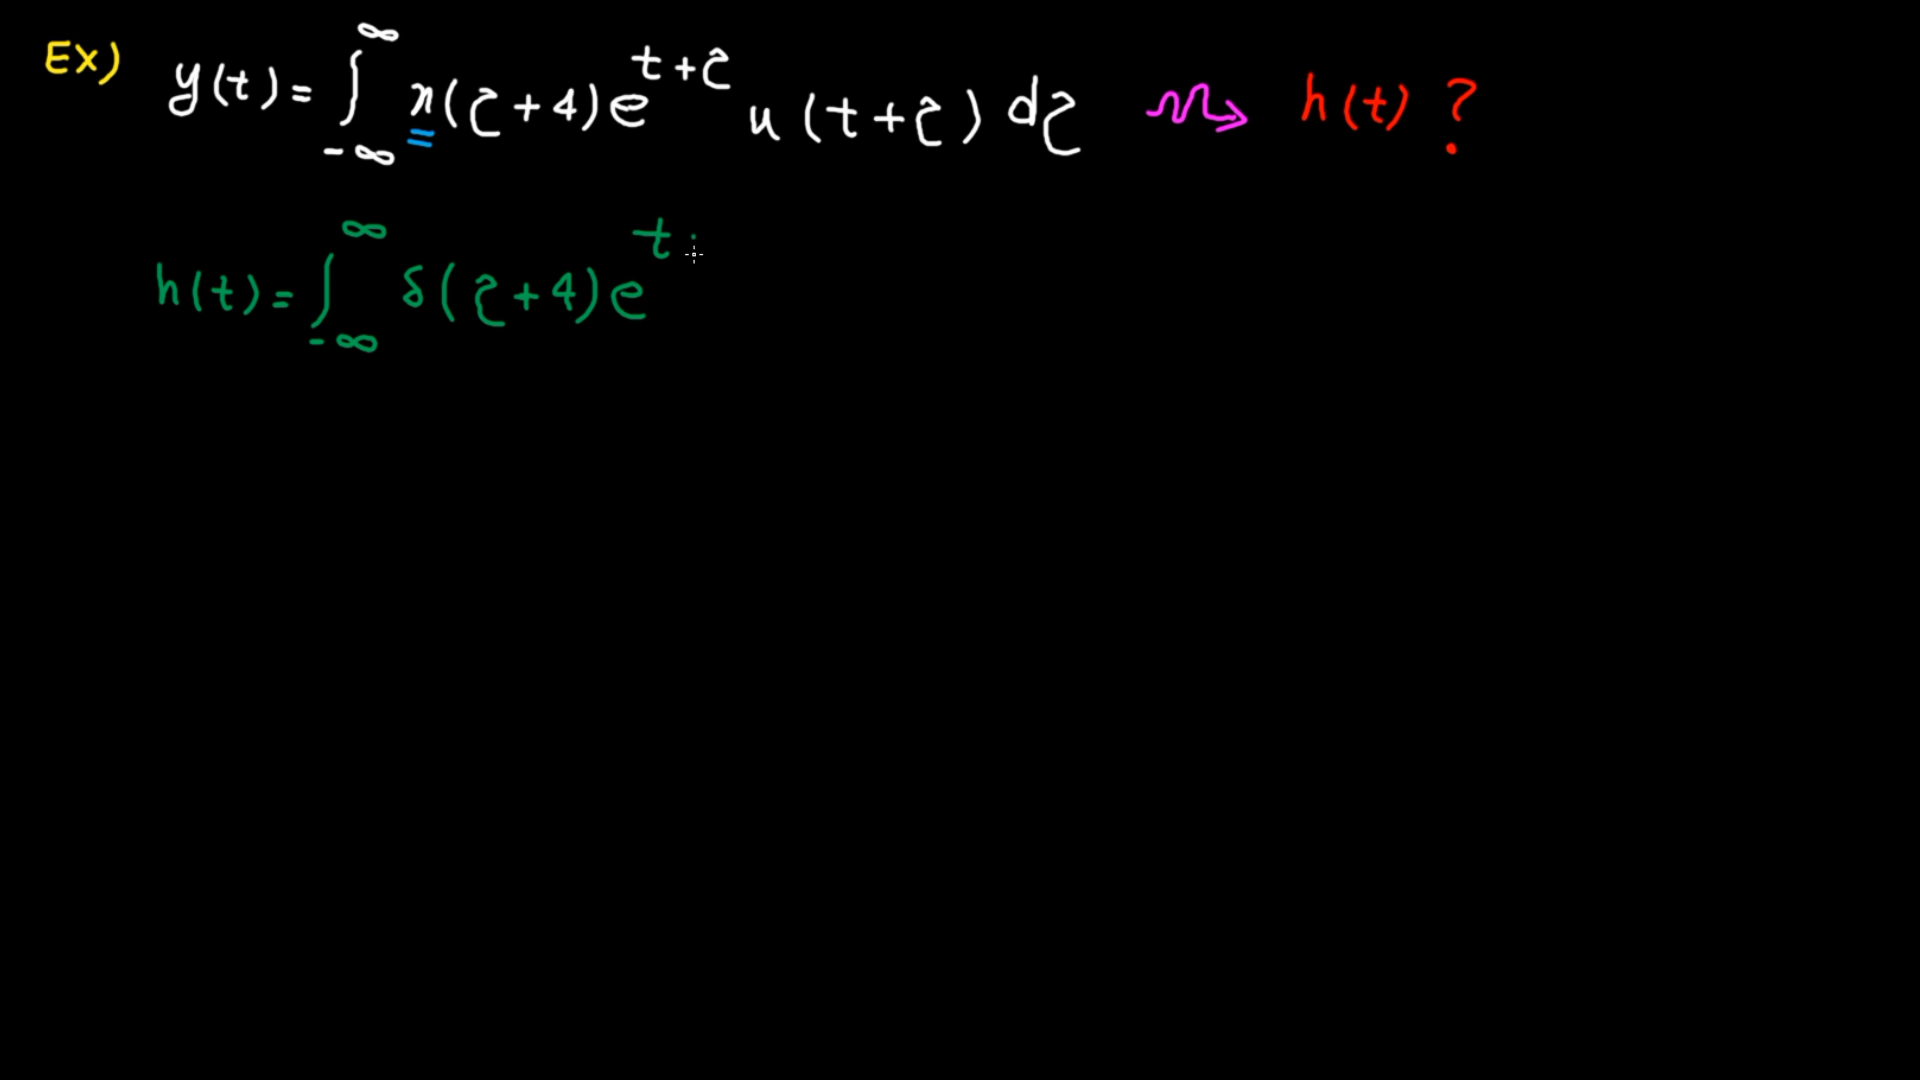 Ex) y(t) = ∫_{-∞}^{∞} x(τ+4) e^{t+τ} u(t+τ) dτ ⇝ h(t) ?
h(t) = ∫_{-∞}^{∞} δ(τ+4) e^{t